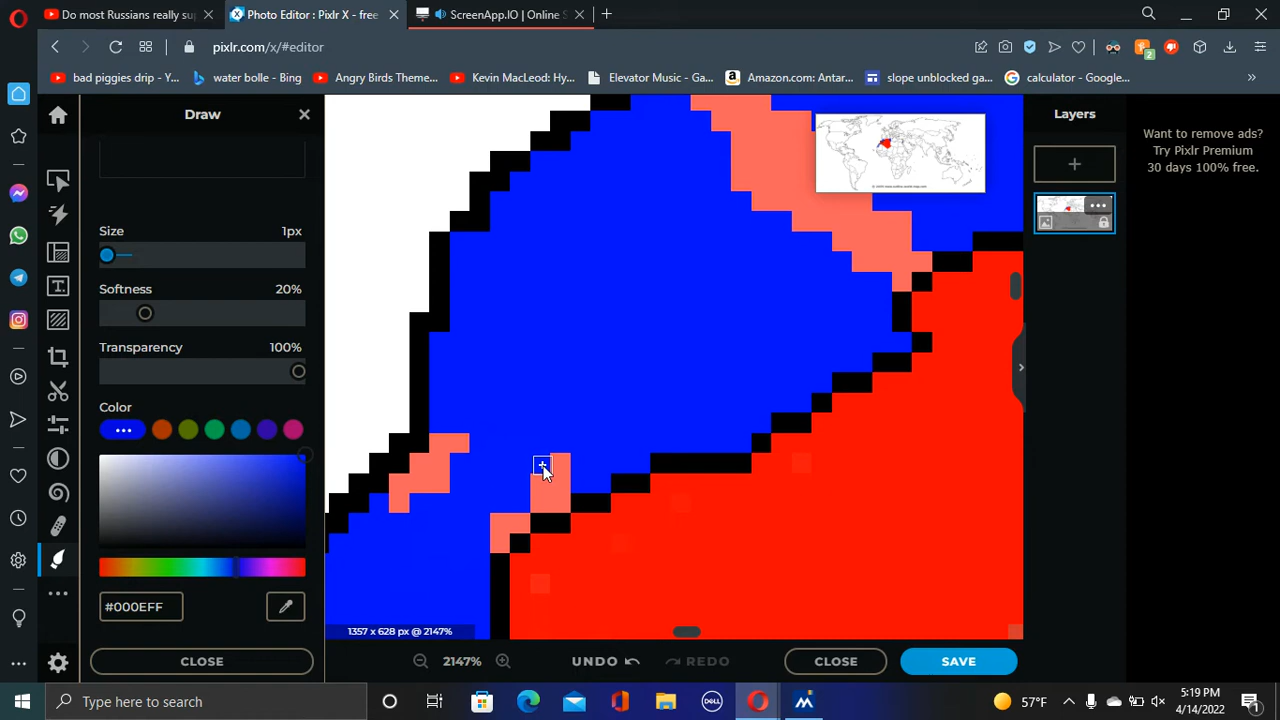 Do most Russians really su
Photo Editor : Pixlr X - free
ScreenApp.IO | Online S
pixlr.com/x/#editor
2
bad piggies drip - Y...
water bolle - Bing
Angry Birds Theme...
Kevin MacLeod: Hy...
Elevator Music - Ga...
Amazon.com: Antar...
slope unblocked ga...
calculator - Google...
»
Draw
Size
1px
Softness
20%
Transparency
100%
Color
#000EFF
CLOSE
1357 x 628 px @ 2147%
2147%
UNDO
REDO
CLOSE
SAVE
Layers
Want to remove ads?
Try Pixlr Premium
30 days 100% free.
Type here to search
DELL
57°F
3:19 PM
4/14/2022
1